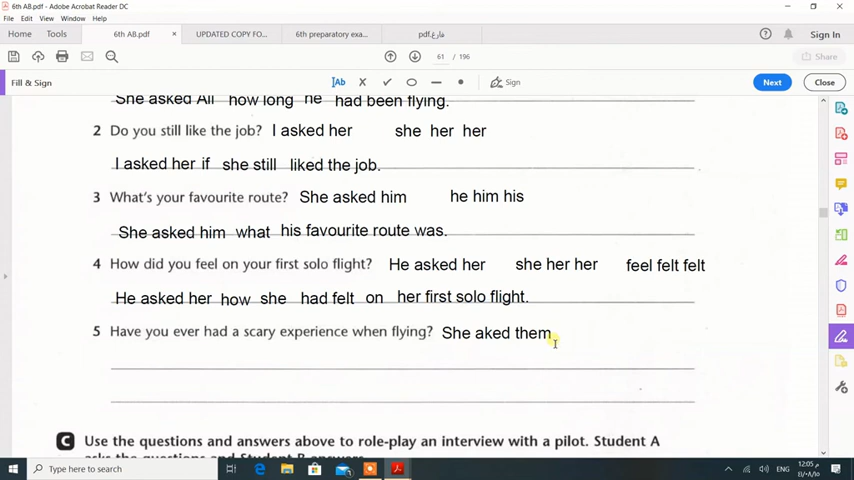 6th AB.pdf - Adobe Acrobat Reader DC
File Edit View Window Help
Home Tools 6th AB.pdf × UPDATED COPY FO... 6th preparatory exa... فارغ.pdf Sign In
61 / 196 Share
Fill & Sign Ab Sign Next Close
She asked Ali how long he had been flying.
2 Do you still like the job? I asked her she her her
I asked her if she still liked the job.
3 What's your favourite route? She asked him he him his
She asked him what his favourite route was.
4 How did you feel on your first solo flight? He asked her she her her feel felt felt
He asked her how she had felt on her first solo flight.
5 Have you ever had a scary experience when flying? She aked them
C Use the questions and answers above to role-play an interview with a pilot. Student A
asks the questions and Student B answers.
Type here to search ENG 12:05 م